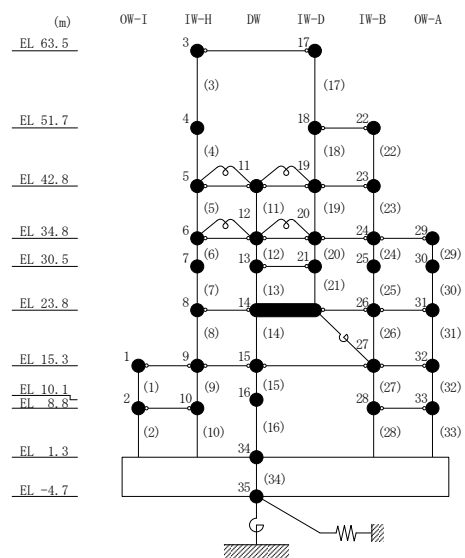 (m) OW-I IW-H DW IW-D IW-B OW-A
EL 63.5 3 17
(3) (17)
EL 51.7 4 18 22
(4) (18) (22)
EL 42.8 5 11 19 23
(5) (11) (19) (23)
EL 34.8 6 12 20 24 29
(6) (12) (20) (24) (29)
EL 30.5 7 13 21 25 30
(7) (13) (21) (25) (30)
EL 23.8 8 14 26 31
(8) (14) (26) (31)
27
EL 15.3 1 9 15 32
(1) (9) (15) (27) (32)
EL 10.1 16
EL 8.8 2 10 28 33
(2) (10) (16) (28) (33)
EL 1.3 34
(34)
EL -4.7 35